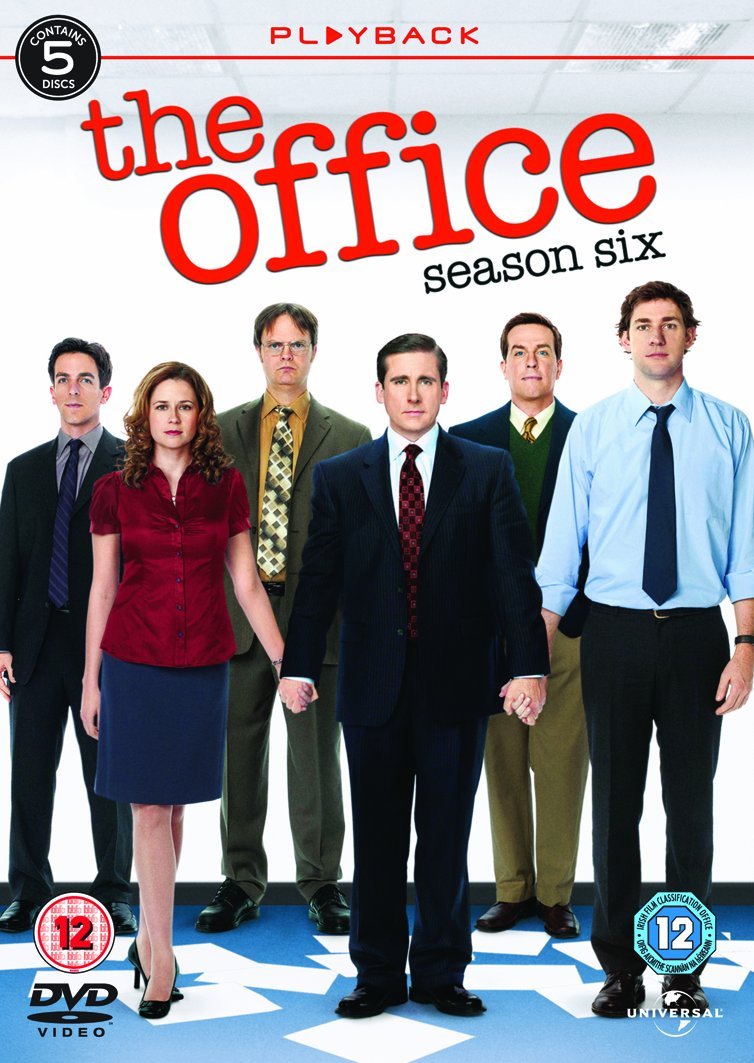 CONTAINS
5
DISCS
PLAYBACK
the
office
season six
12
DVD
VIDEO
IRISH FILM CLASSIFICATION OFFICE
12
UNIVERSAL